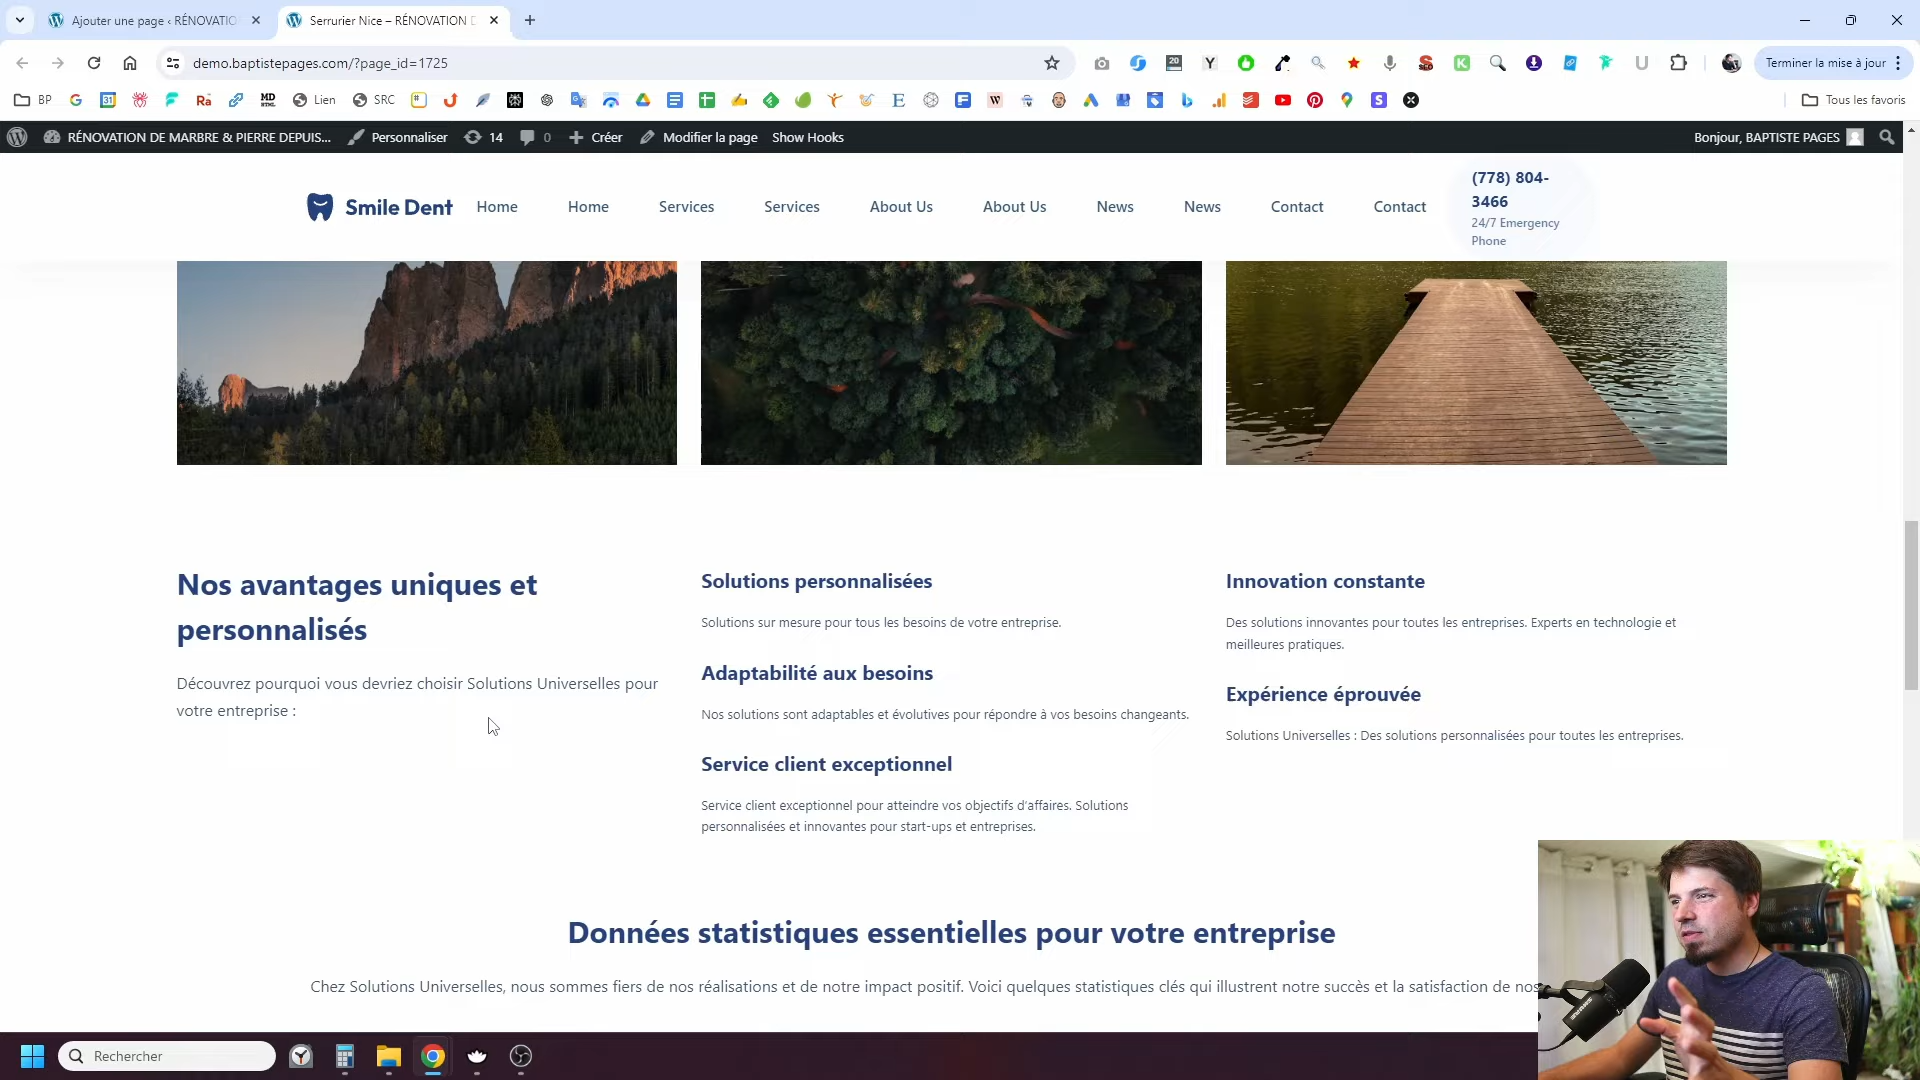 Ajouter une page ‹ RÉNOVATIO
Serrurier Nice – RÉNOVATION D
demo.baptistepages.com/?page_id=1725
Terminer la mise à jour
BP
Lien
SRC
Tous les favoris
RÉNOVATION DE MARBRE & PIERRE DEPUIS...
Personnaliser
14
0
Créer
Modifier la page
Show Hooks
Bonjour, BAPTISTE PAGES
Smile Dent
Home
Home
Services
Services
About Us
About Us
News
News
Contact
Contact
(778) 804-
3466
24/7 Emergency
Phone
Nos avantages uniques et
personnalisés
Découvrez pourquoi vous devriez choisir Solutions Universelles pour
votre entreprise :
Solutions personnalisées
Solutions sur mesure pour tous les besoins de votre entreprise.
Adaptabilité aux besoins
Nos solutions sont adaptables et évolutives pour répondre à vos besoins changeants.
Service client exceptionnel
Service client exceptionnel pour atteindre vos objectifs d'affaires. Solutions
personnalisées et innovantes pour start-ups et entreprises.
Innovation constante
Des solutions innovantes pour toutes les entreprises. Experts en technologie et
meilleures pratiques.
Expérience éprouvée
Solutions Universelles : Des solutions personnalisées pour toutes les entreprises.
Données statistiques essentielles pour votre entreprise
Chez Solutions Universelles, nous sommes fiers de nos réalisations et de notre impact positif. Voici quelques statistiques clés qui illustrent notre succès et la satisfaction de nos
Rechercher